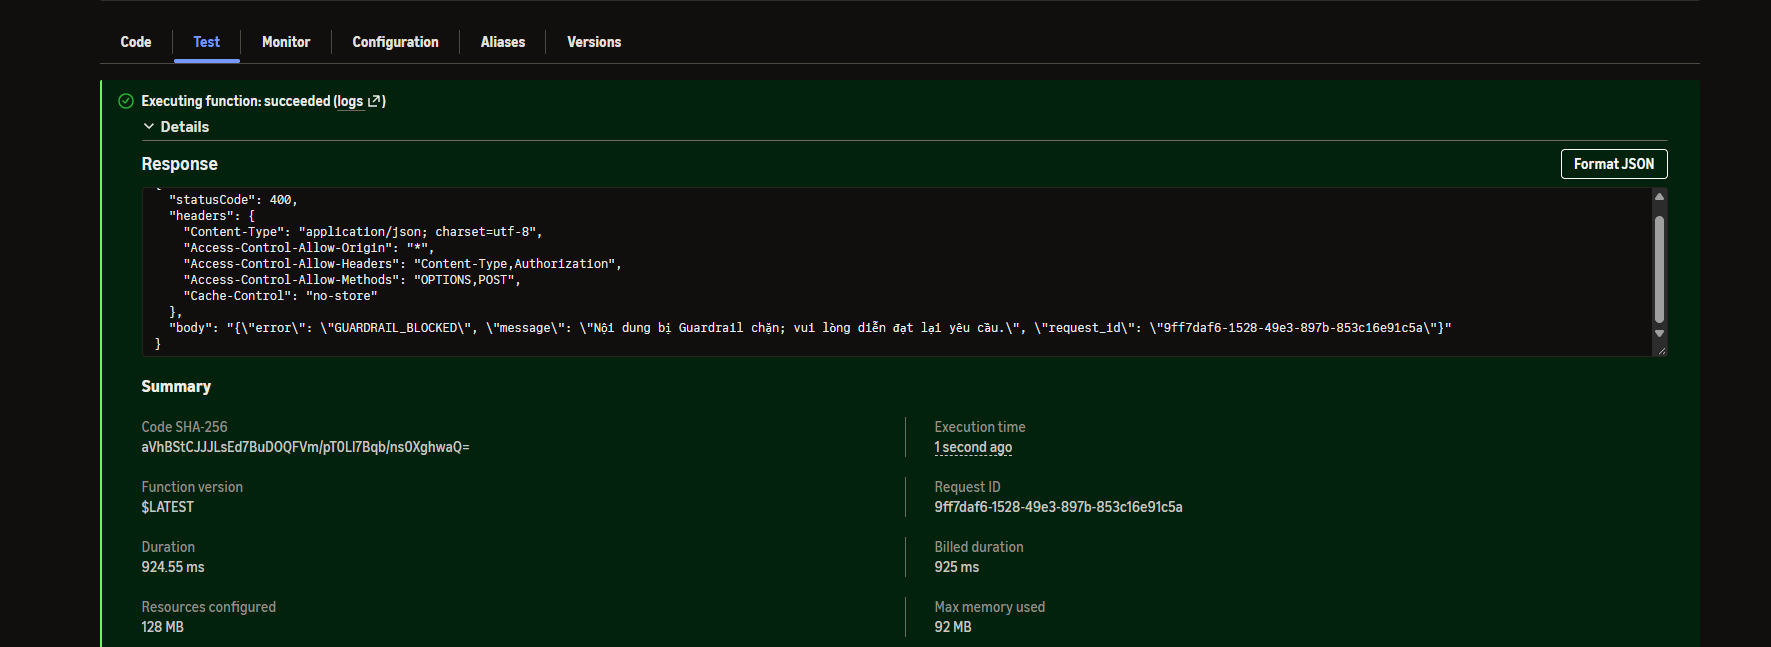 Code Test Monitor Configuration Aliases Versions
Executing function: succeeded (logs)
Details
Response
Format JSON
{
"statusCode": 400,
"headers": {
"Content-Type": "application/json; charset=utf-8",
"Access-Control-Allow-Origin": "*",
"Access-Control-Allow-Headers": "Content-Type,Authorization",
"Access-Control-Allow-Methods": "OPTIONS,POST",
"Cache-Control": "no-store"
},
"body": "{\"error\": \"GUARDRAIL_BLOCKED\", \"message\": \"Nội dung bị Guardrail chặn; vui lòng diễn đạt lại yêu cầu.\", \"request_id\": \"9ff7daf6-1528-49e3-897b-853c16e91c5a\"}"
}
Summary
Code SHA-256
aVhBStCJJJLsEd7BuDOQFVm/pT0Ll7Bqb/ns0XghwaQ=
Execution time
1 second ago
Function version
$LATEST
Request ID
9ff7daf6-1528-49e3-897b-853c16e91c5a
Duration
924.55 ms
Billed duration
925 ms
Resources configured
128 MB
Max memory used
92 MB